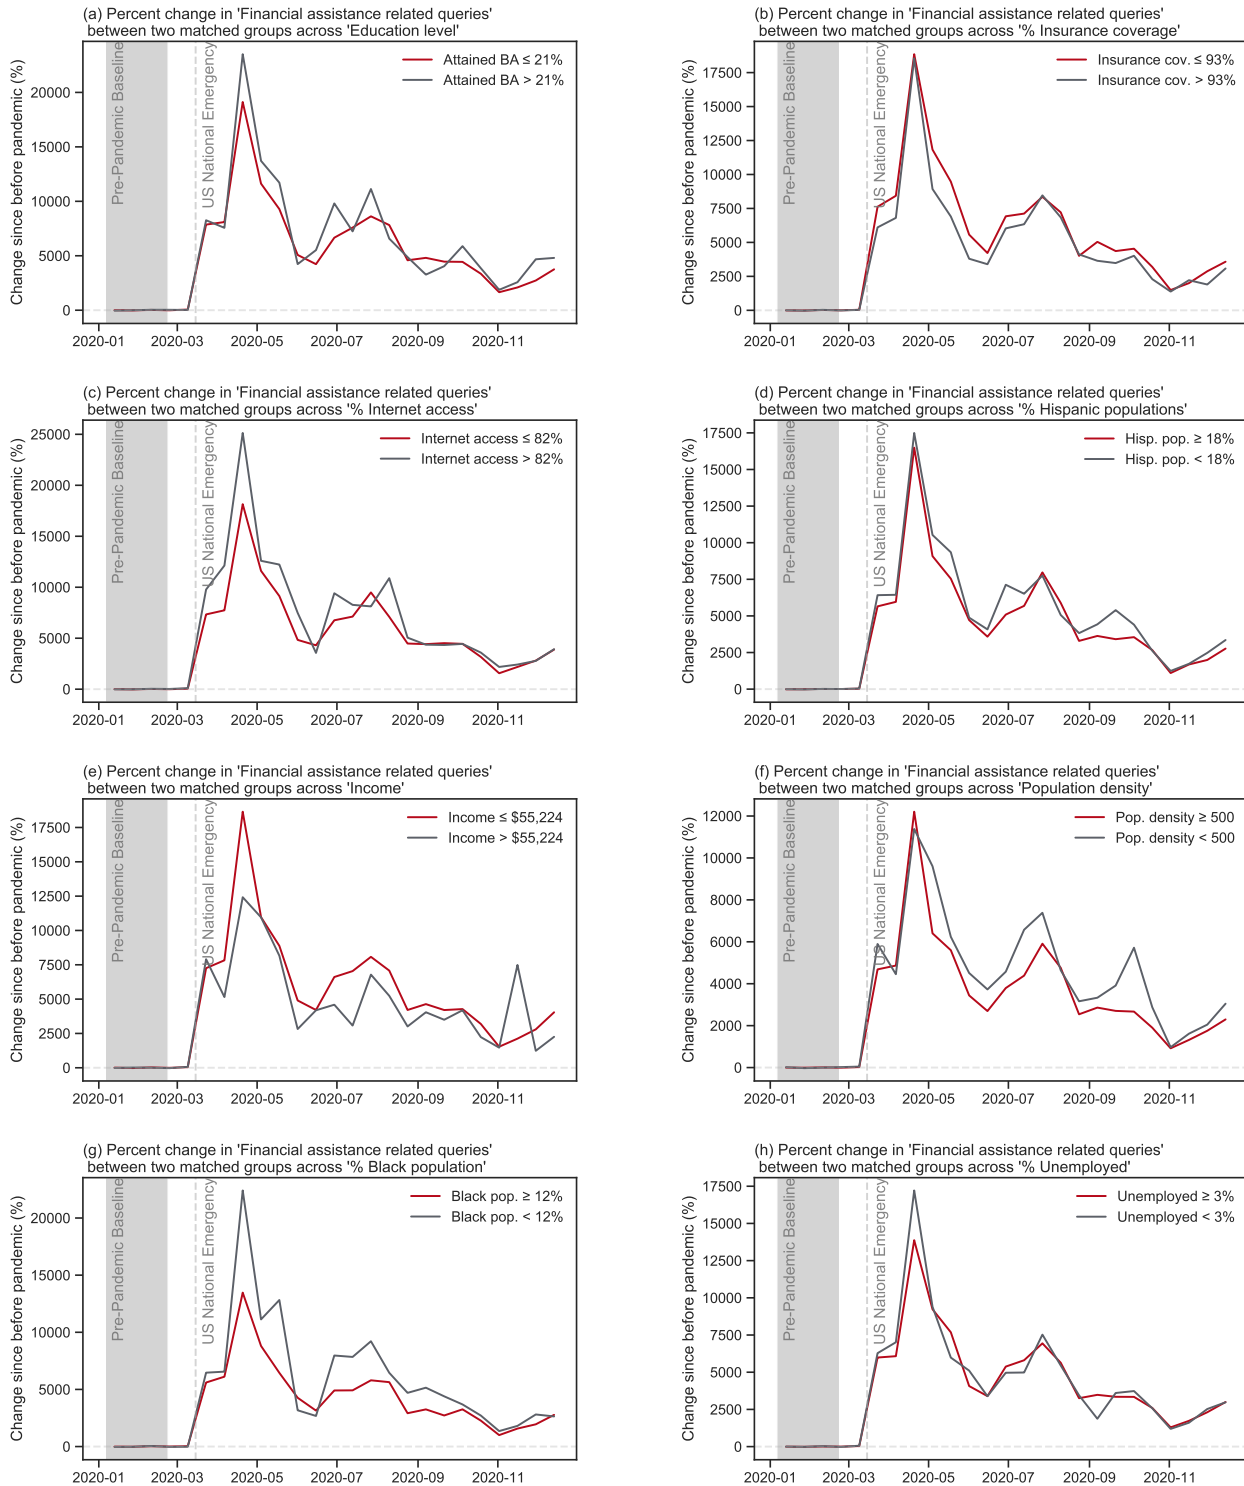 (a) Percent change in 'Financial assistance related queries'
between two matched groups across 'Education level'
Change since before pandemic (%)
20000
15000
10000
5000
0
Pre-Pandemic Baseline
US National Emergency
Attained BA ≤ 21%
Attained BA > 21%
2020-01 2020-03 2020-05 2020-07 2020-09 2020-11
(b) Percent change in 'Financial assistance related queries'
between two matched groups across '% Insurance coverage'
Change since before pandemic (%)
17500
15000
12500
10000
7500
5000
2500
0
Pre-Pandemic Baseline
US National Emergency
Insurance cov. ≤ 93%
Insurance cov. > 93%
2020-01 2020-03 2020-05 2020-07 2020-09 2020-11
(c) Percent change in 'Financial assistance related queries'
between two matched groups across '% Internet access'
Change since before pandemic (%)
25000
20000
15000
10000
5000
0
Pre-Pandemic Baseline
US National Emergency
Internet access ≤ 82%
Internet access > 82%
2020-01 2020-03 2020-05 2020-07 2020-09 2020-11
(d) Percent change in 'Financial assistance related queries'
between two matched groups across '% Hispanic populations'
Change since before pandemic (%)
17500
15000
12500
10000
7500
5000
2500
0
Pre-Pandemic Baseline
US National Emergency
Hisp. pop. ≥ 18%
Hisp. pop. < 18%
2020-01 2020-03 2020-05 2020-07 2020-09 2020-11
(e) Percent change in 'Financial assistance related queries'
between two matched groups across 'Income'
Change since before pandemic (%)
17500
15000
12500
10000
7500
5000
2500
0
Pre-Pandemic Baseline
US National Emergency
Income ≤ $55,224
Income > $55,224
2020-01 2020-03 2020-05 2020-07 2020-09 2020-11
(f) Percent change in 'Financial assistance related queries'
between two matched groups across 'Population density'
Change since before pandemic (%)
12000
10000
8000
6000
4000
2000
0
Pre-Pandemic Baseline
US National Emergency
Pop. density ≥ 500
Pop. density < 500
2020-01 2020-03 2020-05 2020-07 2020-09 2020-11
(g) Percent change in 'Financial assistance related queries'
between two matched groups across '% Black population'
Change since before pandemic (%)
20000
15000
10000
5000
0
Pre-Pandemic Baseline
US National Emergency
Black pop. ≥ 12%
Black pop. < 12%
2020-01 2020-03 2020-05 2020-07 2020-09 2020-11
(h) Percent change in 'Financial assistance related queries'
between two matched groups across '% Unemployed'
Change since before pandemic (%)
17500
15000
12500
10000
7500
5000
2500
0
Pre-Pandemic Baseline
US National Emergency
Unemployed ≥ 3%
Unemployed < 3%
2020-01 2020-03 2020-05 2020-07 2020-09 2020-11